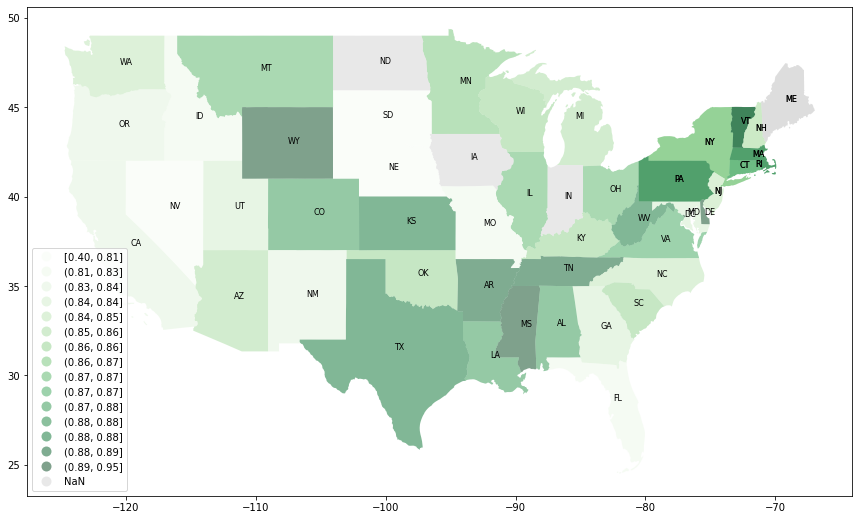 50
45
40
35
30
25
WA
MT
ND
MN
ME
OR
ID
SD
WI
MI
VT
NH
WY
NY
MA
NE
IA
PA
CT
RI
NV
UT
CO
IL
IN
OH
NJ
KS
MO
WV
MD
DC
DE
CA
KY
VA
AZ
NM
OK
AR
TN
NC
TX
LA
MS
AL
GA
SC
FL
[0.40, 0.81]
(0.81, 0.83]
(0.83, 0.84]
(0.84, 0.84]
(0.84, 0.85]
(0.85, 0.86]
(0.86, 0.86]
(0.86, 0.87]
(0.87, 0.87]
(0.87, 0.87]
(0.87, 0.88]
(0.88, 0.88]
(0.88, 0.88]
(0.88, 0.89]
(0.89, 0.95]
NaN
−120
−110
−100
−90
−80
−70